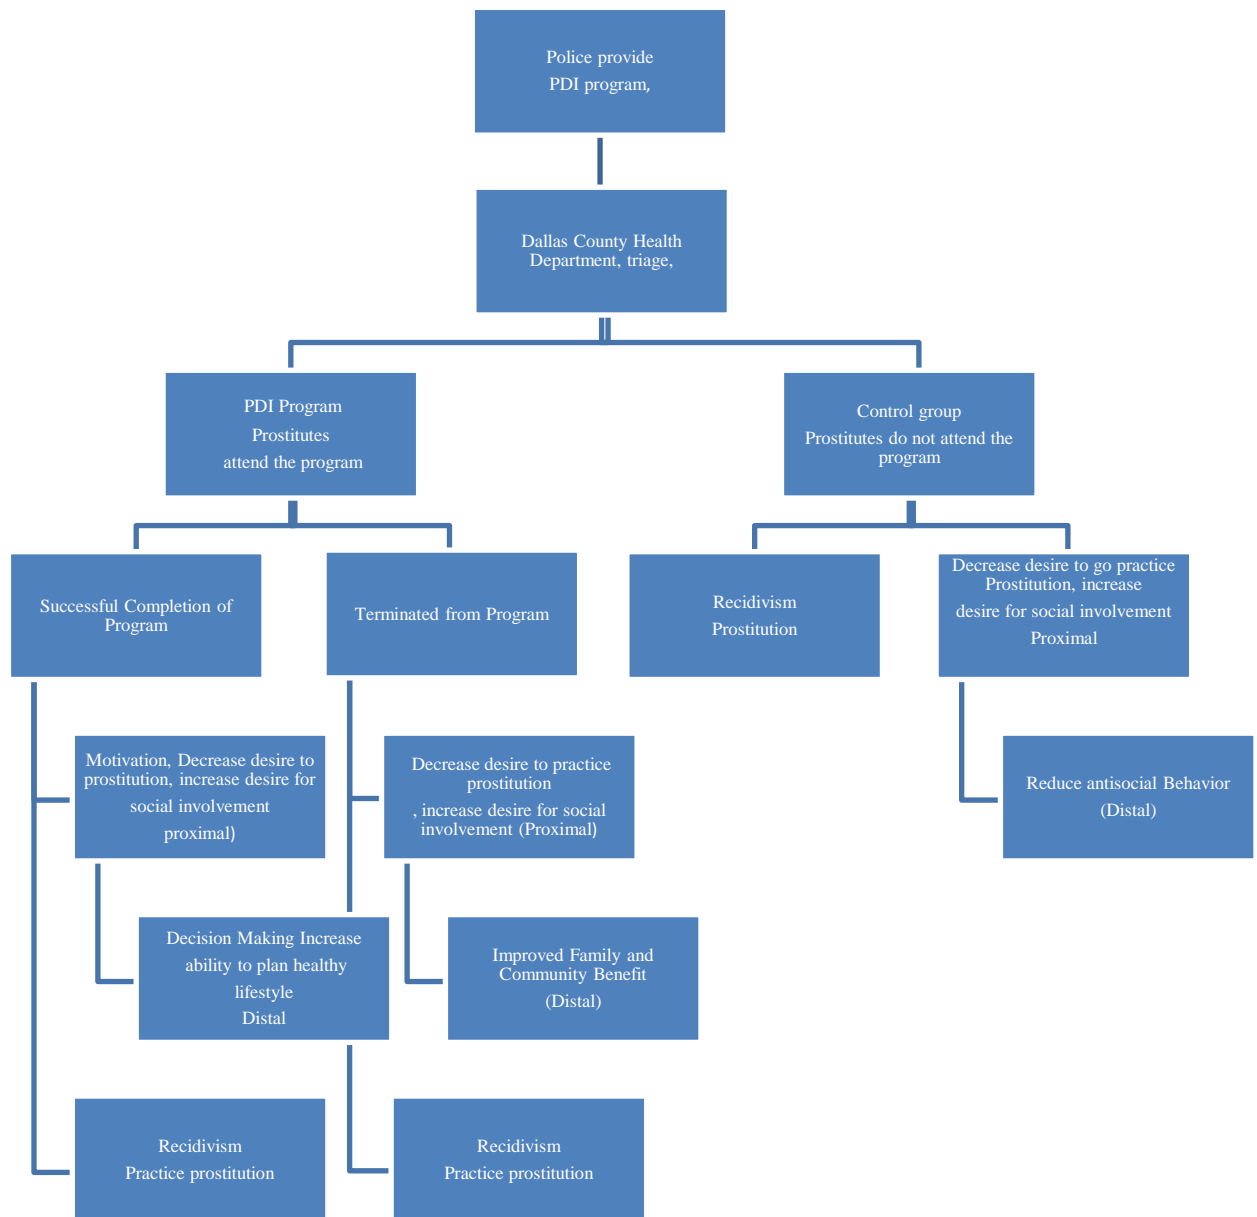 Police provide
PDI program,
Dallas County Health
Department, triage,
PDI Program
Prostitutes
attend the program
Control group
Prostitutes do not attend the
program
Successful Completion of
Program
Terminated from Program
Recidivism
Prostitution
Decrease desire to go practice
Prostitution, increase
desire for social involvement
Proximal
Motivation, Decrease desire to
prostitution, increase desire for
social involvement
proximal)
Decrease desire to practice
prostitution
, increase desire for social
involvement (Proximal)
Reduce antisocial Behavior
(Distal)
Decision Making Increase
ability to plan healthy
lifestyle
Distal
Improved Family and
Community Benefit
(Distal)
Recidivism
Practice prostitution
Recidivism
Practice prostitution